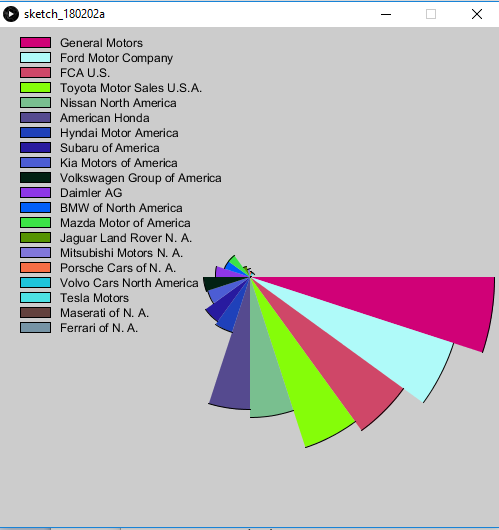 sketch_180202a
General Motors
Ford Motor Company
FCA U.S.
Toyota Motor Sales U.S.A.
Nissan North America
American Honda
Hyndai Motor America
Subaru of America
Kia Motors of America
Volkswagen Group of America
Daimler AG
BMW of North America
Mazda Motor of America
Jaguar Land Rover N. A.
Mitsubishi Motors N. A.
Porsche Cars of N. A.
Volvo Cars North America
Tesla Motors
Maserati of N. A.
Ferrari of N. A.